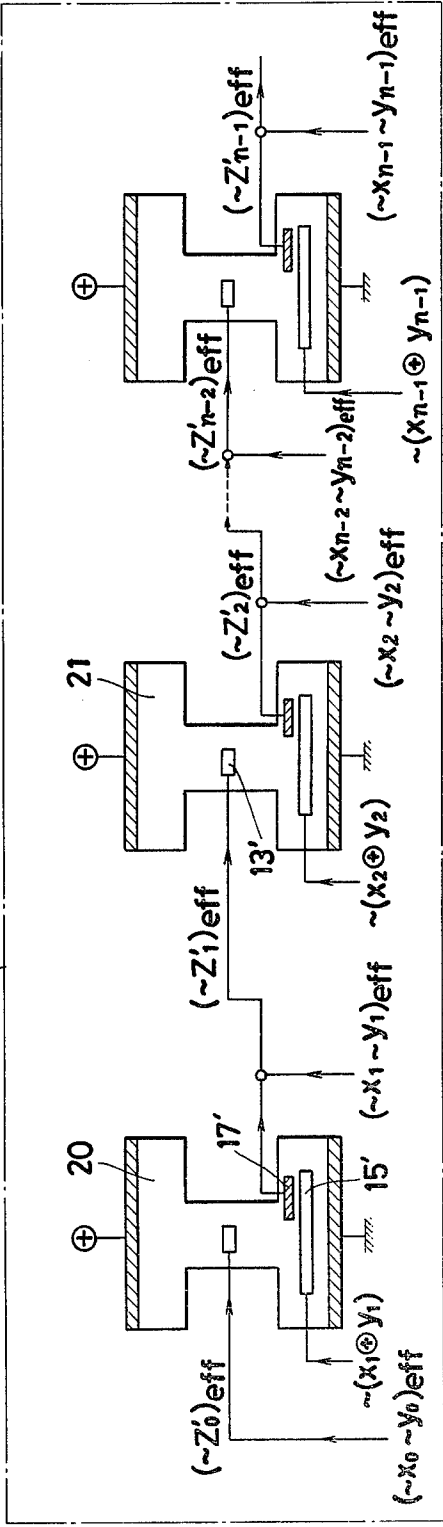 20
21
(~Z'0)eff
17'
(~Z'1)eff
13'
(~Z'2)eff
(~Z'n-2)eff
(~Z'n-1)eff
15'
~(x1⊕y1)
(~x0~y0)eff
(~x1~y1)eff
~(x2⊕y2)
(~x2~y2)eff
(~xn-2~yn-2)eff
~(xn-1⊕yn-1)
(~xn-1~yn-1)eff